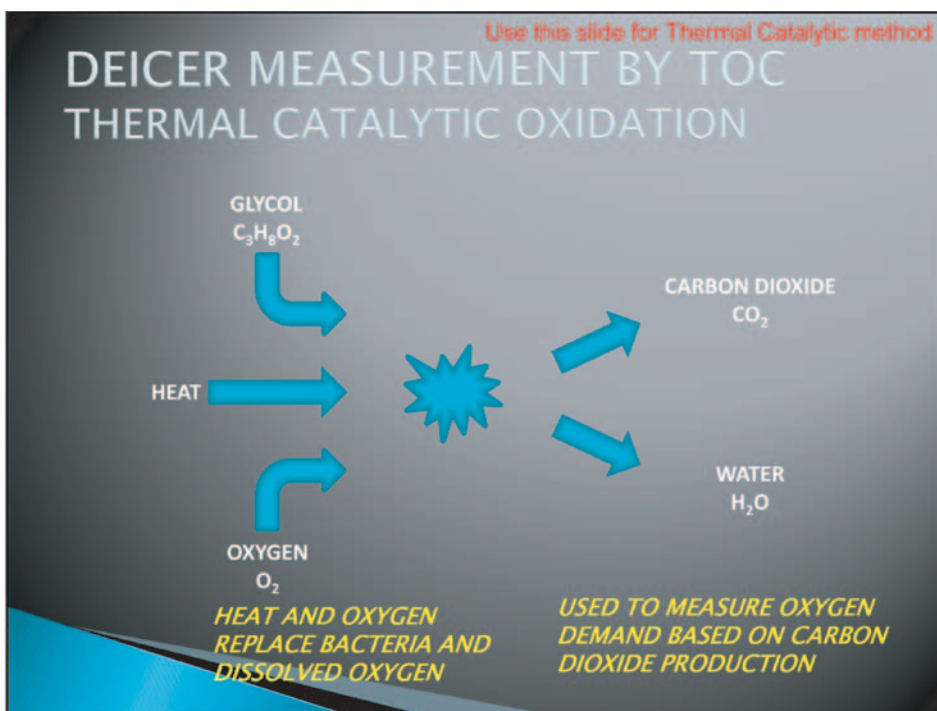 Use this slide for Thermal Catalytic method
DEICER MEASUREMENT BY TOC
THERMAL CATALYTIC OXIDATION
GLYCOL
C₃H₈O₂
CARBON DIOXIDE
CO₂
HEAT
WATER
H₂O
OXYGEN
O₂
HEAT AND OXYGEN
REPLACE BACTERIA AND
DISSOLVED OXYGEN
USED TO MEASURE OXYGEN
DEMAND BASED ON CARBON
DIOXIDE PRODUCTION